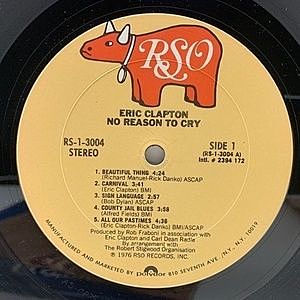 RSO
ERIC CLAPTON
NO REASON TO CRY
RS-1-3004
STEREO
SIDE 1
(RS-1-3004 A)
Intl. # 2394 172
1. BEAUTIFUL THING 4:24
(Richard Manuel-Rick Danko) ASCAP
2. CARNIVAL 3:41
(Eric Clapton) BMI
3. SIGN LANGUAGE 2:57
(Bob Dylan) ASCAP
4. COUNTY JAIL BLUES 3:58
(Alfred Fields) BMI
5. ALL OUR PASTIMES 4:38
(Eric Clapton-Rick Danko) BMI/ASCAP
Produced by Rob Fraboni in association with
Eric Clapton and Carl Dean Radle
By arrangement with
The Robert Stigwood Organisation
℗ 1976 RSO RECORDS, INC.
MANUFACTURED AND MARKETED BY polydor 810 SEVENTH AVE., N.Y., N.Y. 10019